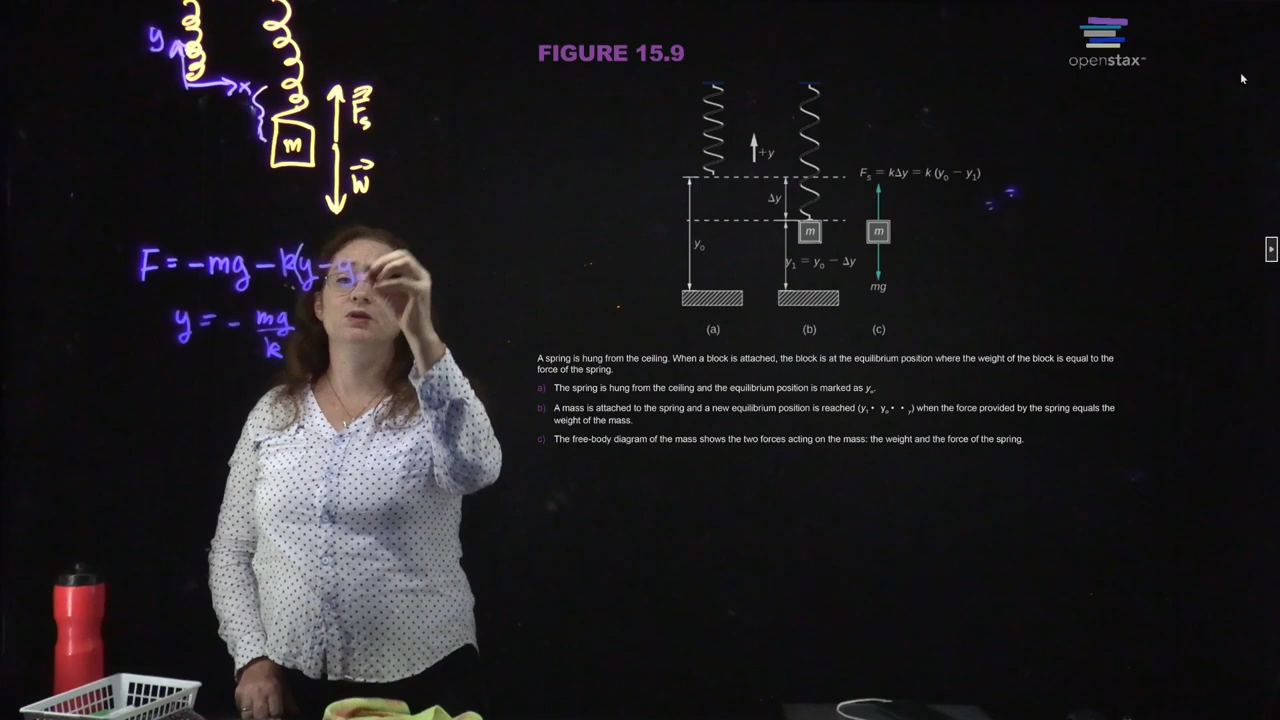 y
x
m
F_s
W
F = -mg - k(y - y
y = - mg/k
FIGURE 15.9
openstax™
+y
Δy
y₀
m
y₁ = y₀ − Δy
F_s = kΔy = k(y₀ − y₁)
m
mg
(a)
(b)
(c)
A spring is hung from the ceiling. When a block is attached, the block is at the equilibrium position where the weight of the block is equal to the
force of the spring.
a) The spring is hung from the ceiling and the equilibrium position is marked as y₀.
b) A mass is attached to the spring and a new equilibrium position is reached (y₁ • y₀ • • y) when the force provided by the spring equals the
weight of the mass.
c) The free-body diagram of the mass shows the two forces acting on the mass: the weight and the force of the spring.